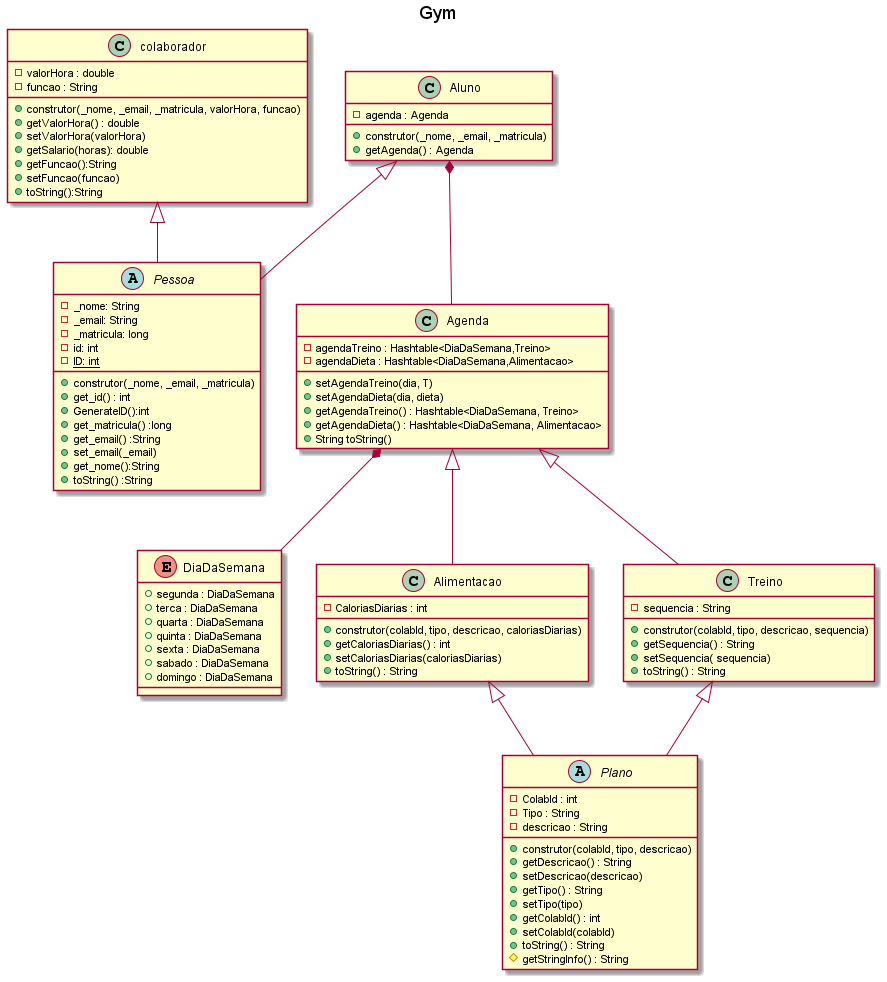 Gym
C colaborador
valorHora : double
funcao : String
construtor(_nome, _email, _matricula, valorHora, funcao)
getValorHora() : double
setValorHora(valorHora)
getSalario(horas): double
getFuncao():String
setFuncao(funcao)
toString():String
C Aluno
agenda : Agenda
construtor(_nome, _email, _matricula)
getAgenda() : Agenda
A Pessoa
_nome: String
_email: String
_matricula: long
id: int
ID: int
construtor(_nome, _email, _matricula)
get_id() : int
GenerateID():int
get_matricula() :long
get_email() :String
set_email(_email)
get_nome():String
toString() :String
C Agenda
agendaTreino : Hashtable<DiaDaSemana,Treino>
agendaDieta : Hashtable<DiaDaSemana,Alimentacao>
setAgendaTreino(dia, T)
setAgendaDieta(dia, dieta)
getAgendaTreino() : Hashtable<DiaDaSemana, Treino>
getAgendaDieta() : Hashtable<DiaDaSemana, Alimentacao>
String toString()
E DiaDaSemana
segunda : DiaDaSemana
terca : DiaDaSemana
quarta : DiaDaSemana
quinta : DiaDaSemana
sexta : DiaDaSemana
sabado : DiaDaSemana
domingo : DiaDaSemana
C Alimentacao
CaloriasDiarias : int
construtor(colabId, tipo, descricao, caloriasDiarias)
getCaloriasDiarias() : int
setCaloriasDiarias(caloriasDiarias)
toString() : String
C Treino
sequencia : String
construtor(colabId, tipo, descricao, sequencia)
getSequencia() : String
setSequencia( sequencia)
toString() : String
A Plano
ColabId : int
Tipo : String
descricao : String
construtor(colabId, tipo, descricao)
getDescricao() : String
setDescricao(descricao)
getTipo() : String
setTipo(tipo)
getColabId() : int
setColabId(colabId)
toString() : String
getStringInfo() : String